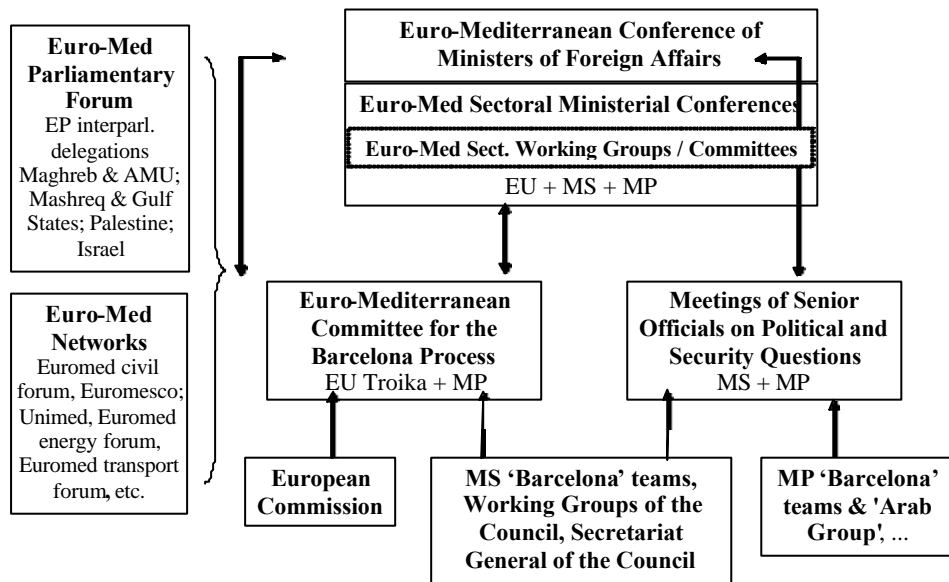 Euro-Med
Parliamentary
Forum
EP interparl.
delegations
Maghreb & AMU;
Mashreq & Gulf
States; Palestine;
Israel
Euro-Med
Networks
Euromed civil
forum, Euromesco;
Unimed, Euromed
energy forum,
Euromed transport
forum, etc.
Euro-Mediterranean Conference of
Ministers of Foreign Affairs
Euro-Med Sectoral Ministerial Conferences
Euro-Med Sect. Working Groups / Committees
EU + MS + MP
Euro-Mediterranean
Committee for the
Barcelona Process
EU Troika + MP
Meetings of Senior
Officials on Political and
Security Questions
MS + MP
European
Commission
MS ‘Barcelona’ teams,
Working Groups of the
Council, Secretariat
General of the Council
MP ‘Barcelona’
teams & 'Arab
Group', ...